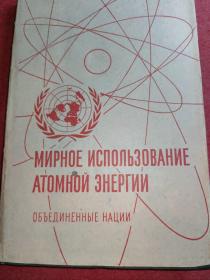 МИРНОЕ ИСПОЛЬЗОВАНИЕ
АТОМНОЙ ЭНЕРГИИ
ОБЪЕДИНЕННЫЕ НАЦИИ